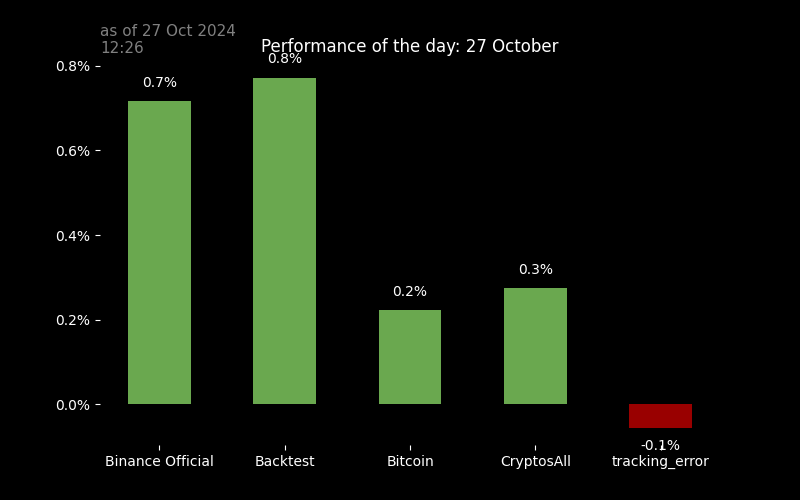 as of 27 Oct 2024
12:26
Performance of the day: 27 October
0.8%
0.6%
0.4%
0.2%
0.0%
0.7%
0.8%
0.2%
0.3%
-0.1%
Binance Official
Backtest
Bitcoin
CryptosAll
tracking_error